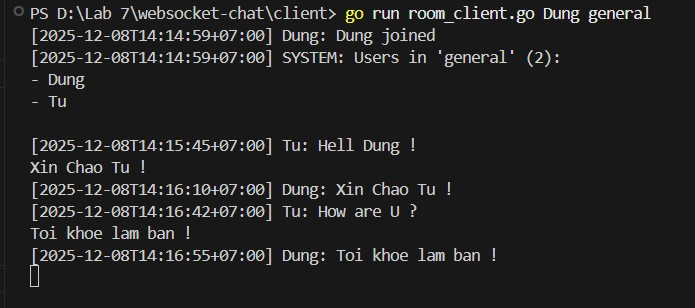 PS D:\Lab 7\websocket-chat\client> go run room_client.go Dung general
[2025-12-08T14:14:59+07:00] Dung: Dung joined
[2025-12-08T14:14:59+07:00] SYSTEM: Users in 'general' (2):
- Dung
- Tu
[2025-12-08T14:15:45+07:00] Tu: Hell Dung !
Xin Chao Tu !
[2025-12-08T14:16:10+07:00] Dung: Xin Chao Tu !
[2025-12-08T14:16:42+07:00] Tu: How are U ?
Toi khoe lam ban !
[2025-12-08T14:16:55+07:00] Dung: Toi khoe lam ban !